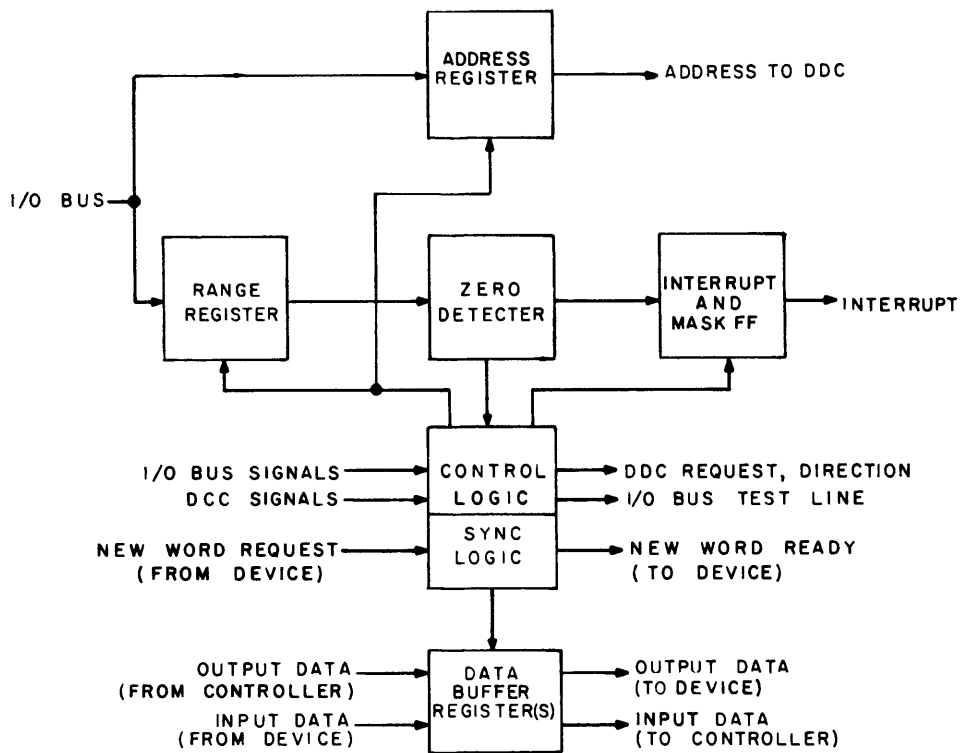 ADDRESS
REGISTER
ADDRESS TO DDC
I/O BUS
RANGE
REGISTER
ZERO
DETECTER
INTERRUPT
AND
MASK FF
INTERRUPT
I/O BUS SIGNALS
DCC SIGNALS
CONTROL
LOGIC
DDC REQUEST, DIRECTION
I/O BUS TEST LINE
NEW WORD REQUEST
(FROM DEVICE)
SYNC
LOGIC
NEW WORD READY
(TO DEVICE)
OUTPUT DATA
(FROM CONTROLLER)
INPUT DATA
(FROM DEVICE)
DATA
BUFFER
REGISTER(S)
OUTPUT DATA
(TO DEVICE)
INPUT DATA
(TO CONTROLLER)